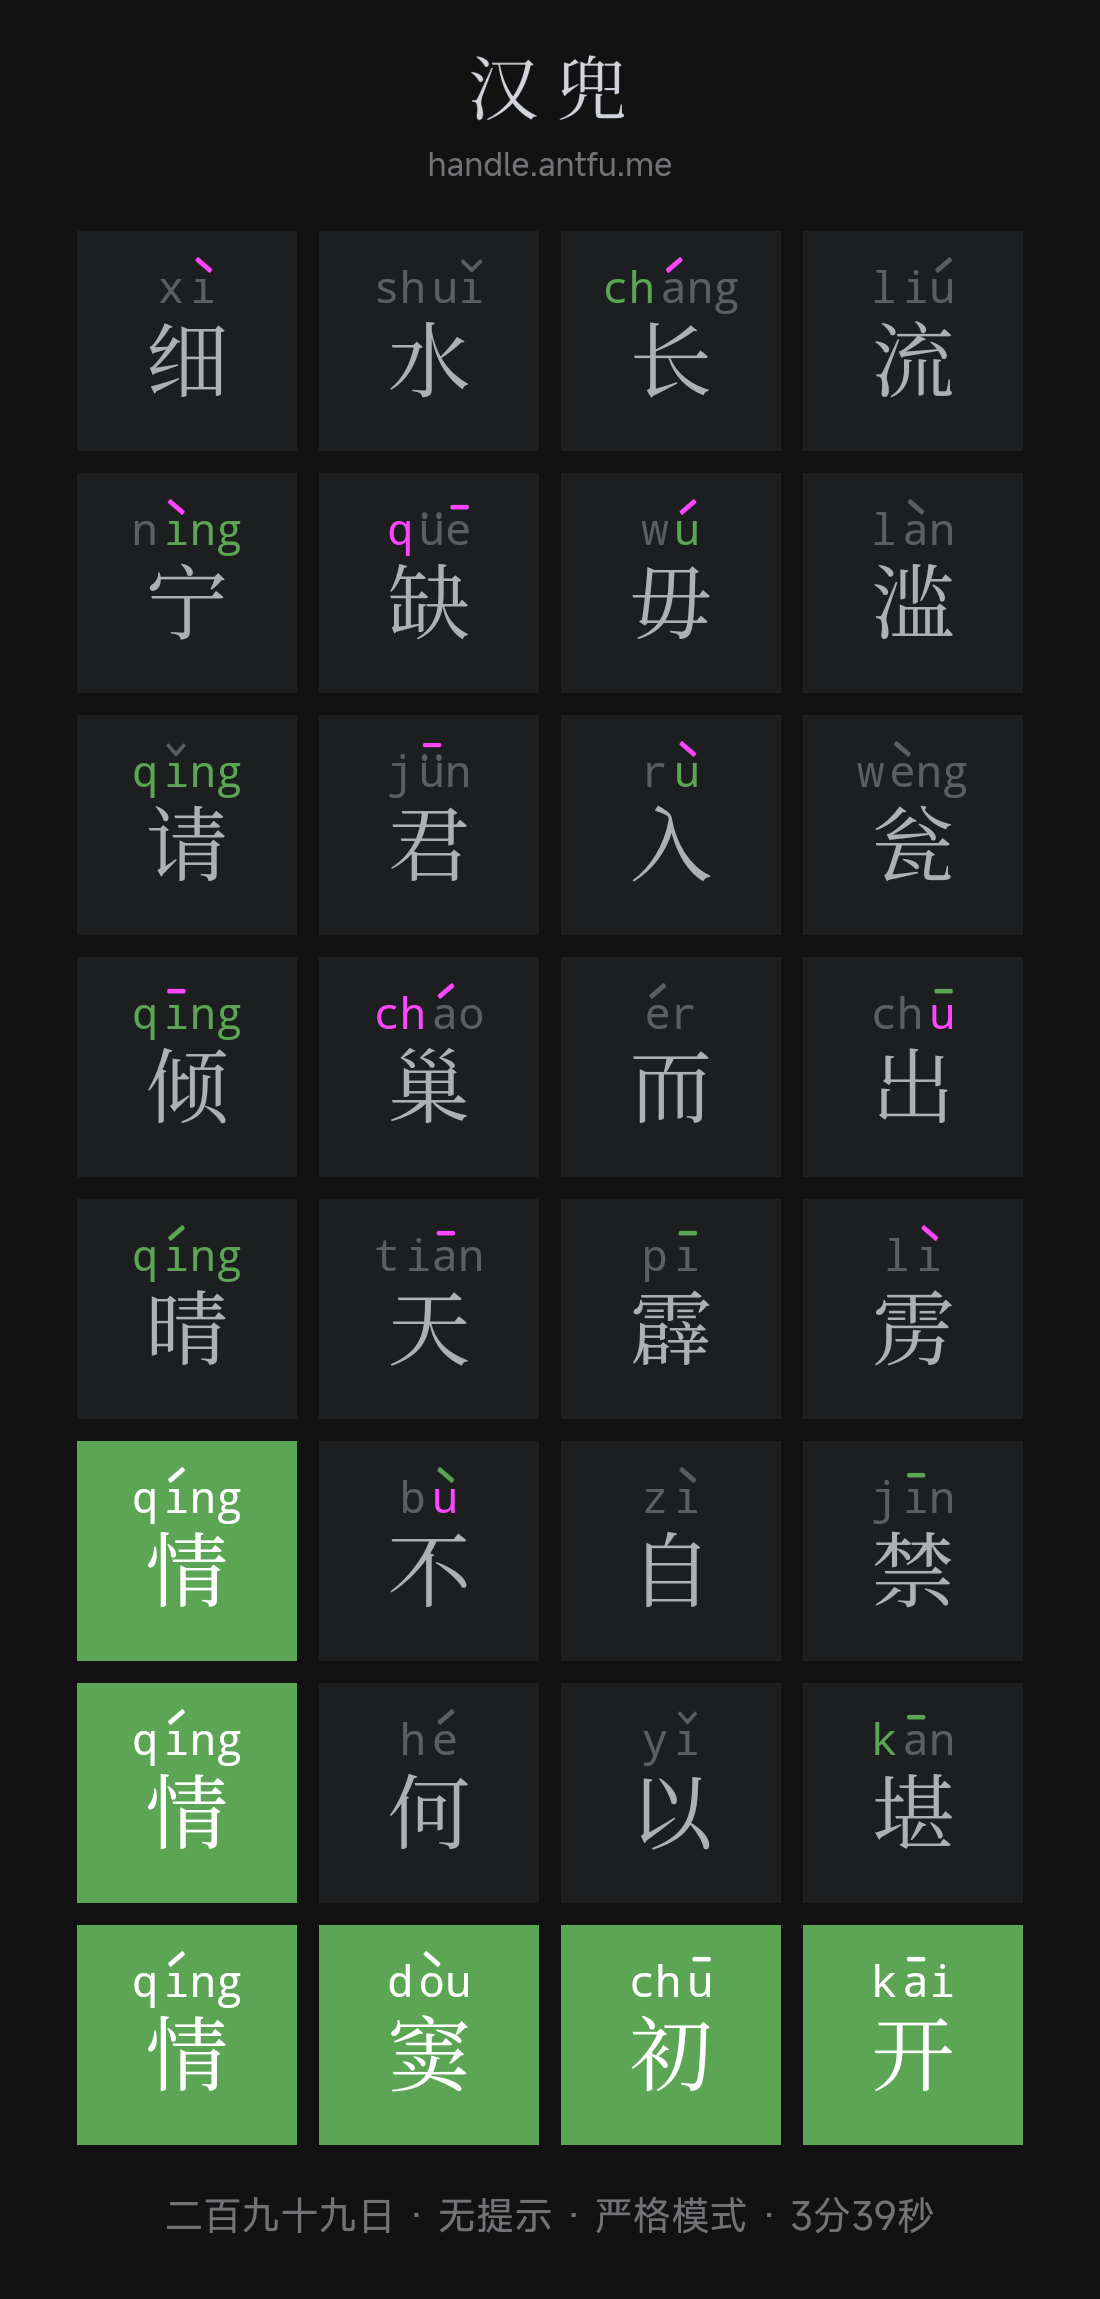 汉兜
handle.antfu.me
xì shuǐ cháng liú
细 水 长 流
nìng qüē wú làn
宁 缺 毋 滥
qǐng jǖn rù wèng
请 君 入 瓮
qīng cháo ér chū
倾 巢 而 出
qíng tiān pī lì
晴 天 霹 雳
qíng bù zì jīn
情 不 自 禁
qíng hé yǐ kān
情 何 以 堪
qíng dòu chū kāi
情 窦 初 开
二百九十九日 · 无提示 · 严格模式 · 3分39秒